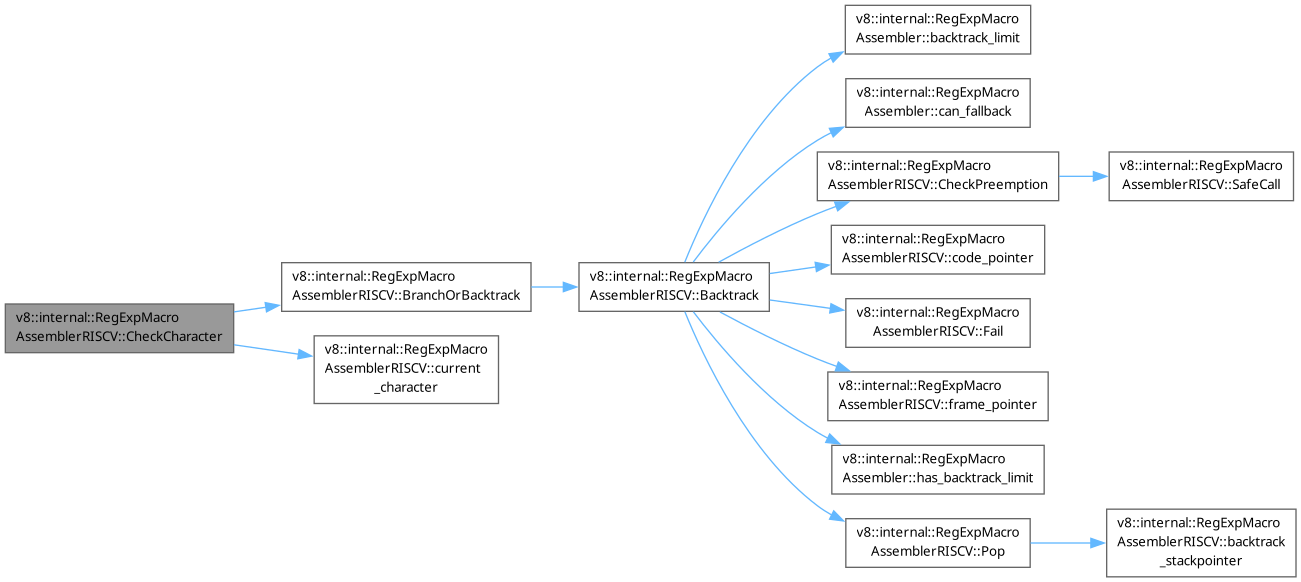 v8::internal::RegExpMacro
Assembler::backtrack_limit
v8::internal::RegExpMacro
Assembler::can_fallback
v8::internal::RegExpMacro
AssemblerRISCV::CheckPreemption
v8::internal::RegExpMacro
AssemblerRISCV::SafeCall
v8::internal::RegExpMacro
AssemblerRISCV::code_pointer
v8::internal::RegExpMacro
AssemblerRISCV::BranchOrBacktrack
v8::internal::RegExpMacro
AssemblerRISCV::Backtrack
v8::internal::RegExpMacro
AssemblerRISCV::CheckCharacter
v8::internal::RegExpMacro
AssemblerRISCV::Fail
v8::internal::RegExpMacro
AssemblerRISCV::current
_character
v8::internal::RegExpMacro
AssemblerRISCV::frame_pointer
v8::internal::RegExpMacro
Assembler::has_backtrack_limit
v8::internal::RegExpMacro
AssemblerRISCV::Pop
v8::internal::RegExpMacro
AssemblerRISCV::backtrack
_stackpointer